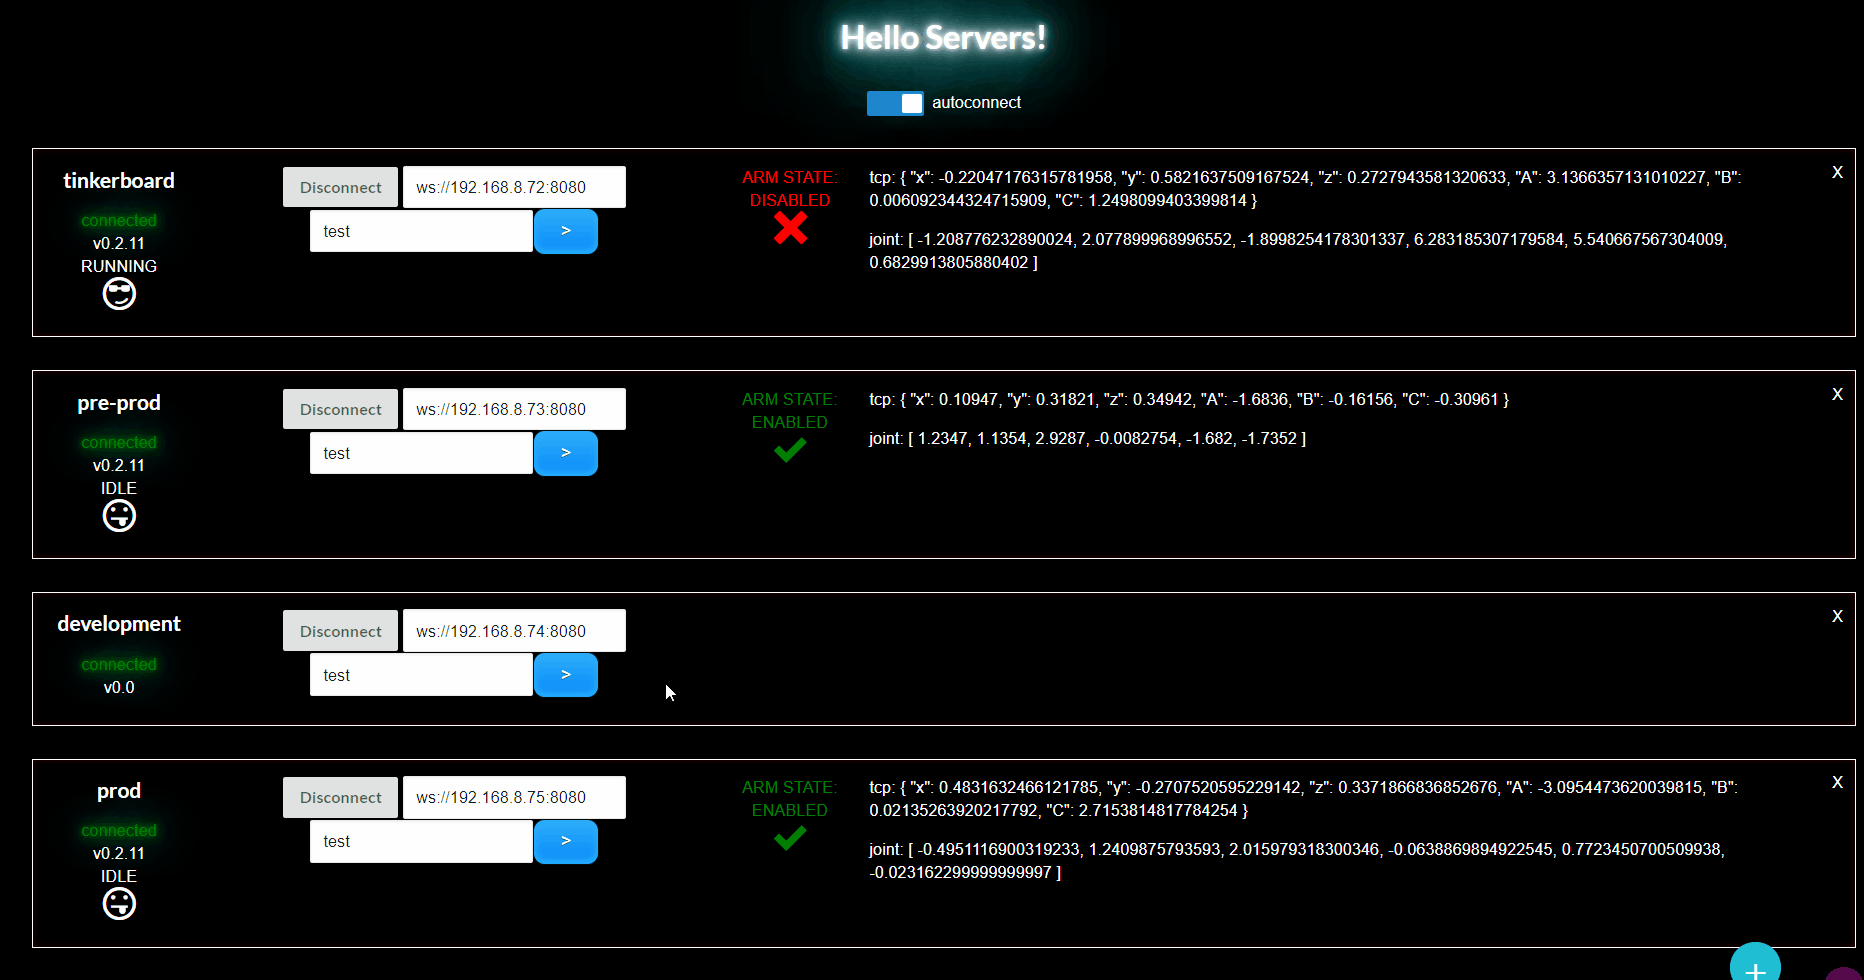 Hello Servers!
autoconnect
tinkerboard
connected
v0.2.11
RUNNING
Disconnect
ws://192.168.8.72:8080
test
>
ARM STATE:
DISABLED
tcp: { "x": -0.22047176315781958, "y": 0.5821637509167524, "z": 0.2727943581320633, "A": 3.1366357131010227, "B":
0.006092344324715909, "C": 1.2498099403399814 }
joint: [ -1.208776232890024, 2.077899968996552, -1.8998254178301337, 6.283185307179584, 5.540667567304009,
0.6829913805880402 ]
X
pre-prod
connected
v0.2.11
IDLE
Disconnect
ws://192.168.8.73:8080
test
>
ARM STATE:
ENABLED
tcp: { "x": 0.10947, "y": 0.31821, "z": 0.34942, "A": -1.6836, "B": -0.16156, "C": -0.30961 }
joint: [ 1.2347, 1.1354, 2.9287, -0.0082754, -1.682, -1.7352 ]
X
development
connected
v0.0
Disconnect
ws://192.168.8.74:8080
test
>
X
prod
connected
v0.2.11
IDLE
Disconnect
ws://192.168.8.75:8080
test
>
ARM STATE:
ENABLED
tcp: { "x": 0.4831632466121785, "y": -0.2707520595229142, "z": 0.3371866836852676, "A": -3.0954473620039815, "B":
0.02135263920217792, "C": 2.7153814817784254 }
joint: [ -0.4951116900319233, 1.2409875793593, 2.015979318300346, -0.0638869894922545, 0.7723450700509938,
-0.023162299999999997 ]
X
+